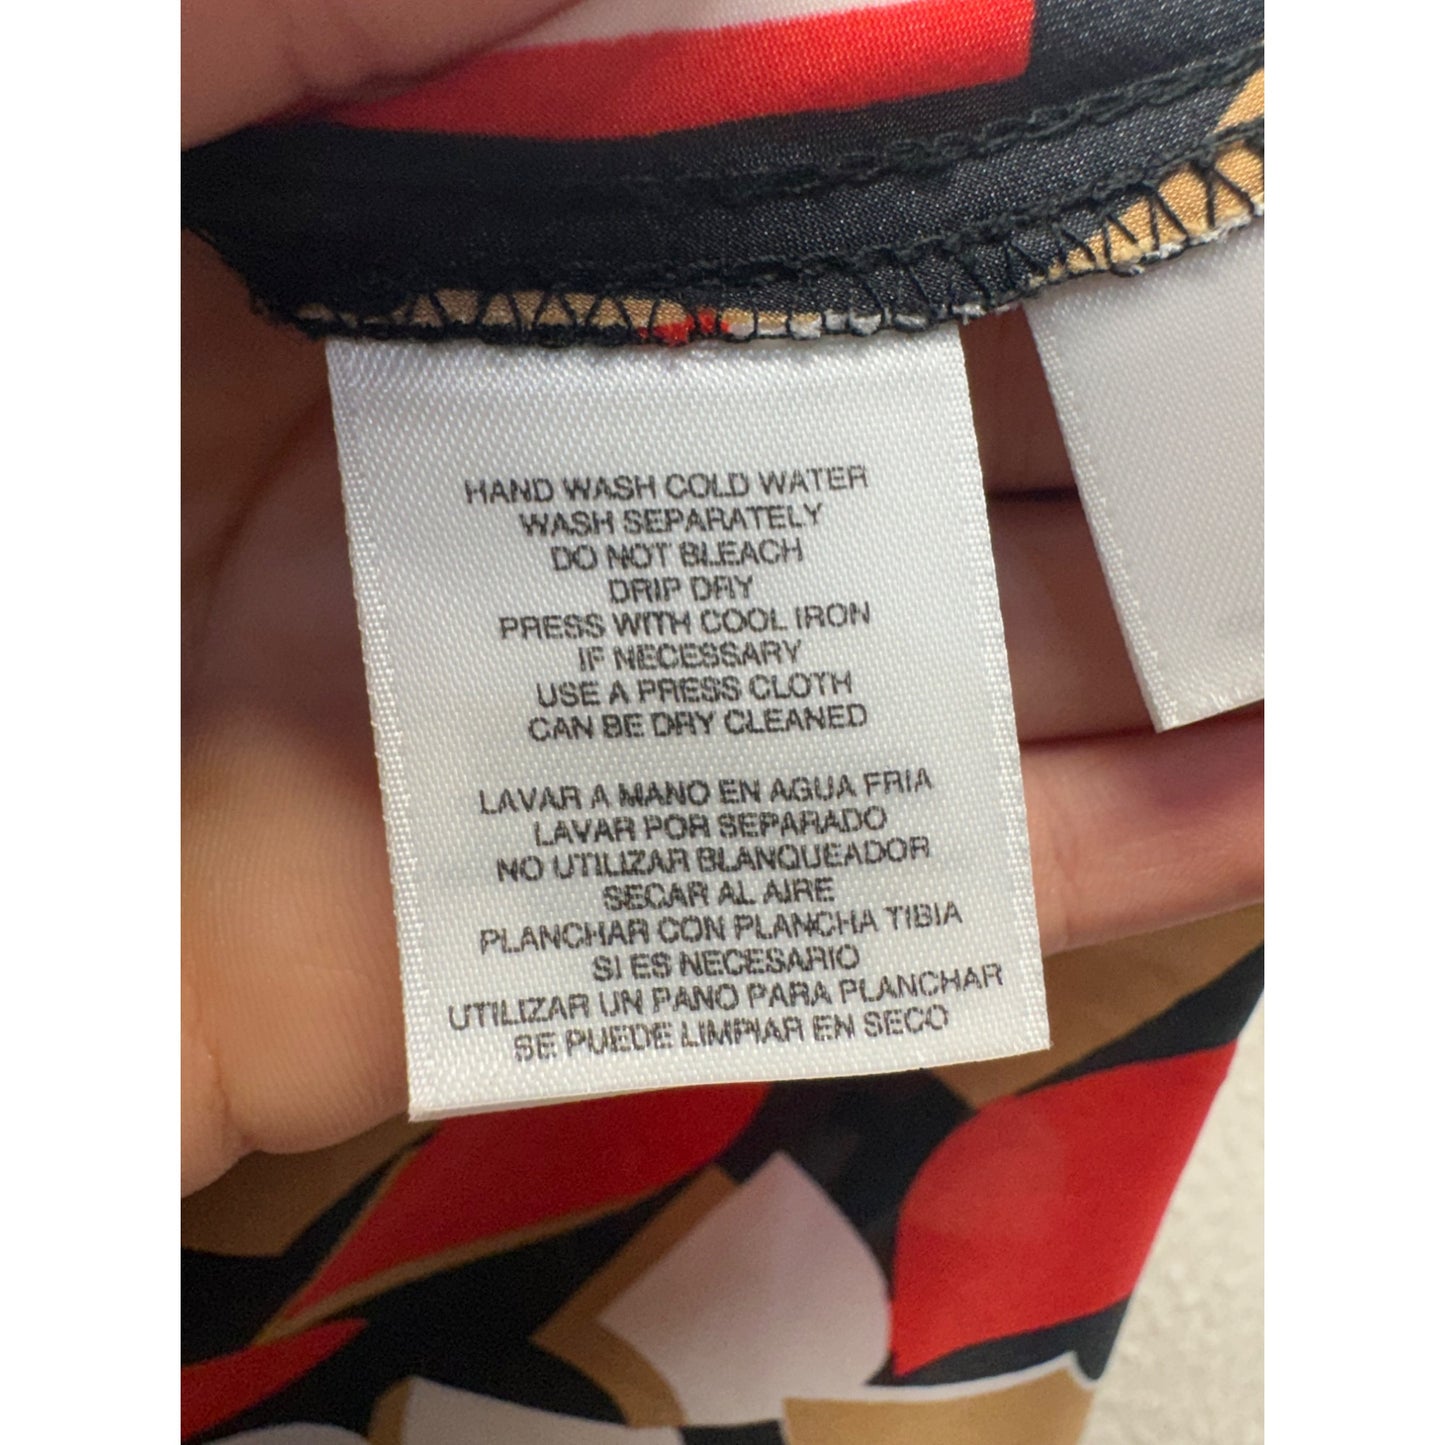 HAND WASH COLD WATER
WASH SEPARATELY
DO NOT BLEACH
DRIP DRY
PRESS WITH COOL IRON
IF NECESSARY
USE A PRESS CLOTH
CAN BE DRY CLEANED
LAVAR A MANO EN AGUA FRIA
LAVAR POR SEPARADO
NO UTILIZAR BLANQUEADOR
SECAR AL AIRE
PLANCHAR CON PLANCHA TIBIA
SI ES NECESARIO
UTILIZAR UN PANO PARA PLANCHAR
SE PUEDE LIMPIAR EN SECO